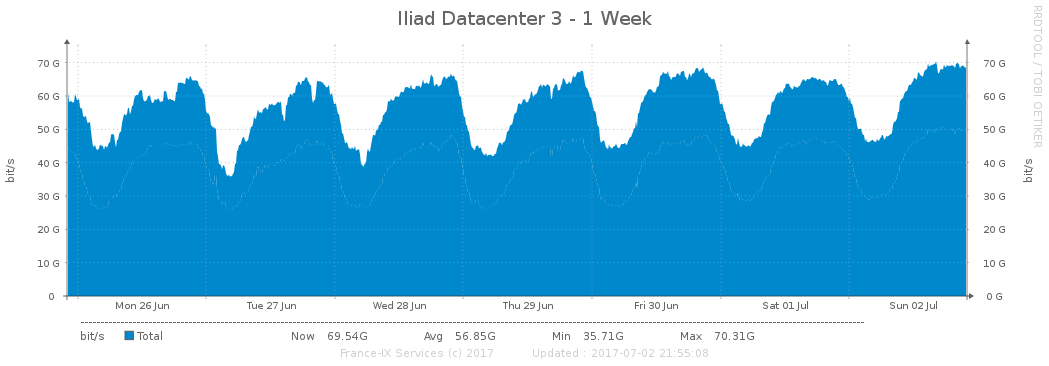 Iliad Datacenter 3 - 1 Week
RRDTOOL / TOBI OETIKER
bit/s
70 G
60 G
50 G
40 G
30 G
20 G
10 G
0
70 G
60 G
50 G
40 G
30 G
20 G
10 G
0 G
bit/s
Mon 26 Jun Tue 27 Jun Wed 28 Jun Thu 29 Jun Fri 30 Jun Sat 01 Jul Sun 02 Jul
bit/s Total Now 69.54G Avg 56.85G Min 35.71G Max 70.31G
France-IX Services (c) 2017 Updated : 2017-07-02 21:55:08